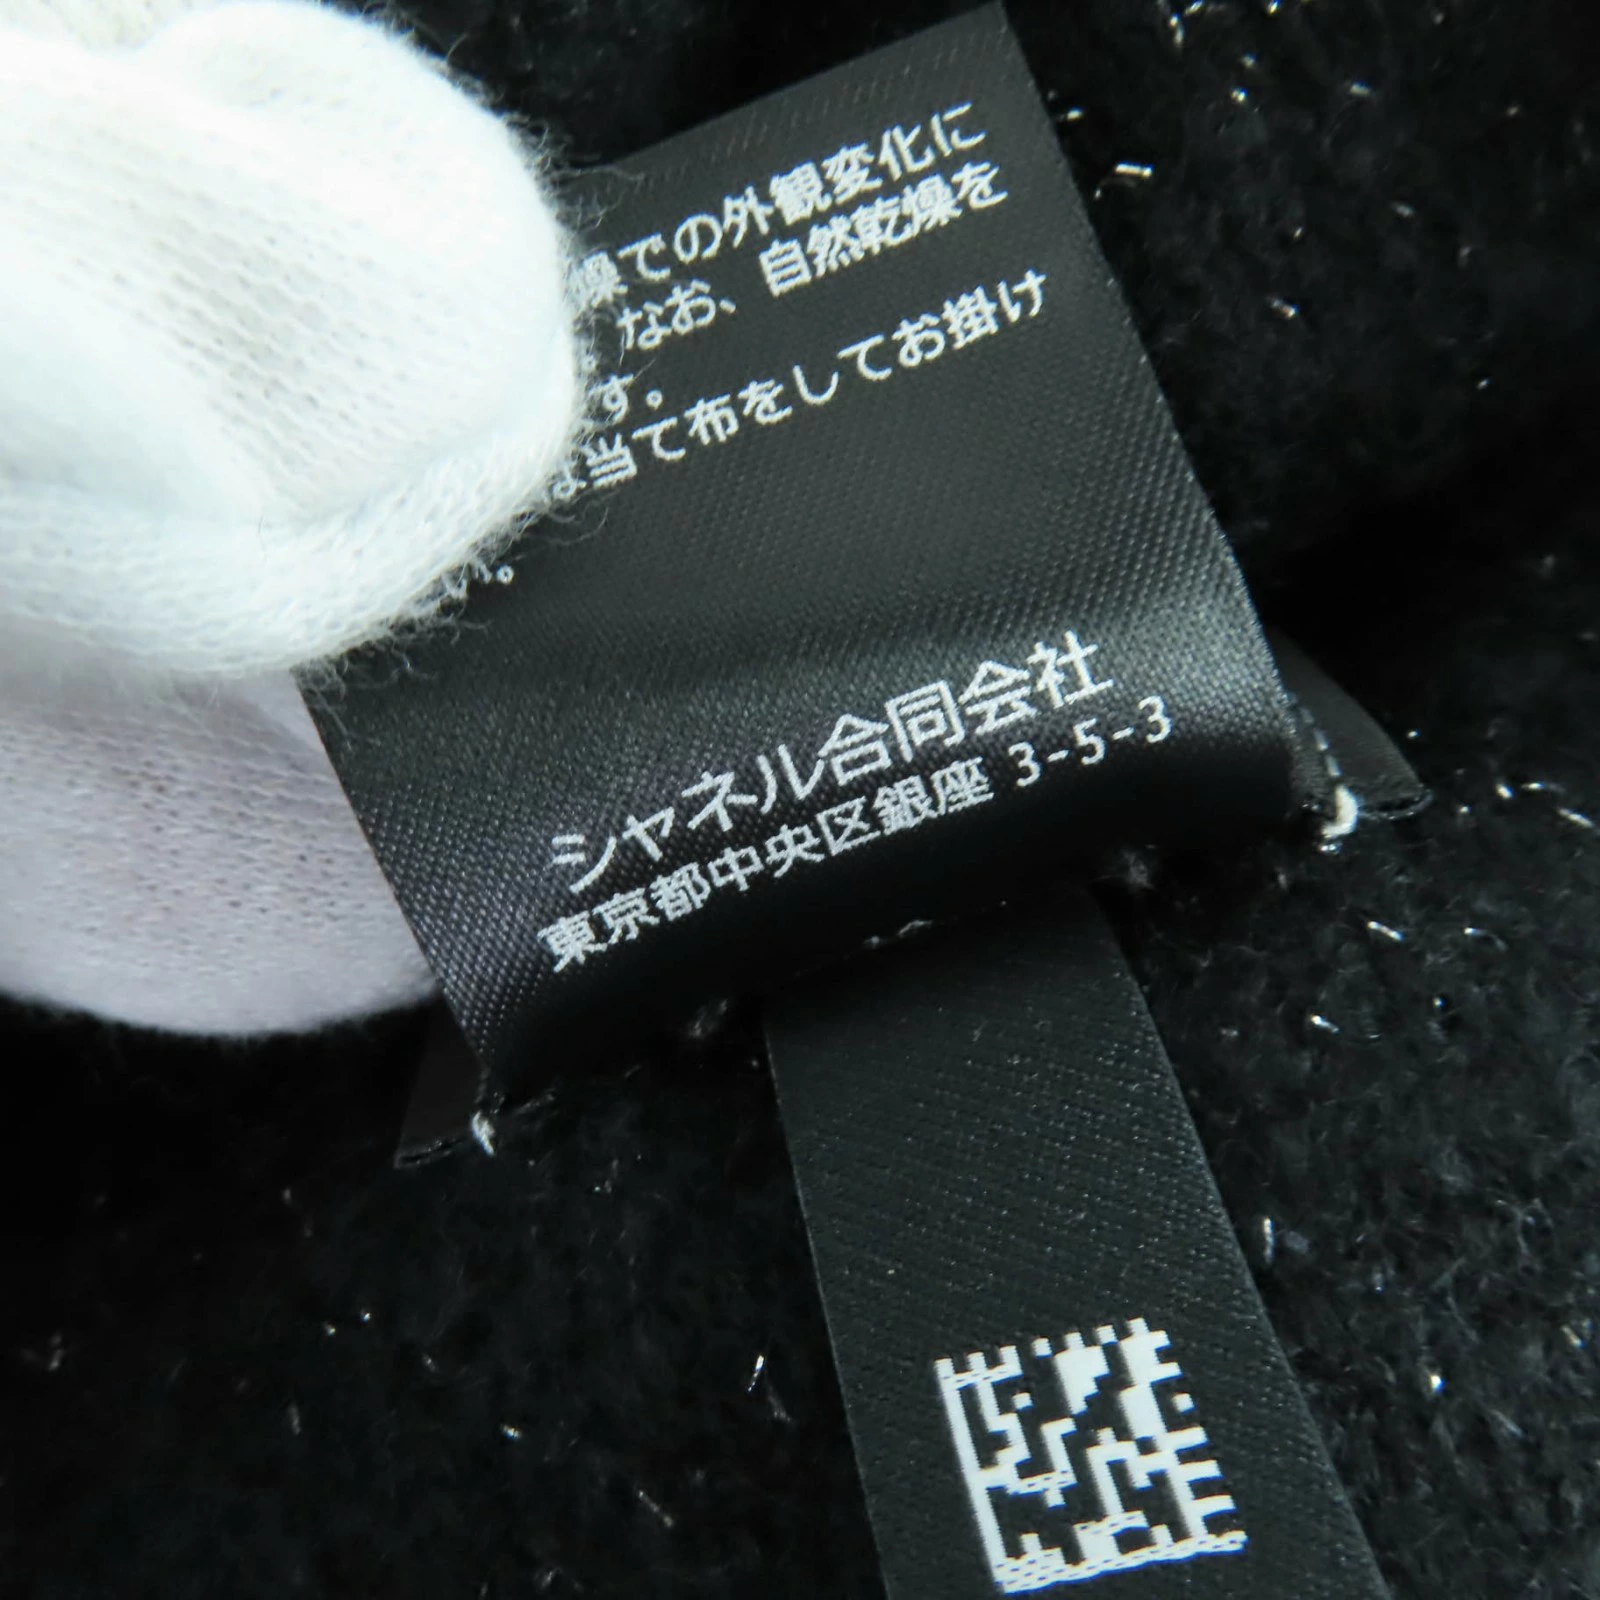 燥での外観変化に
なお、自然乾燥を
す。
は当て布をしてお掛け
い。
シャネル合同会社
東京都中央区銀座 3-5-3